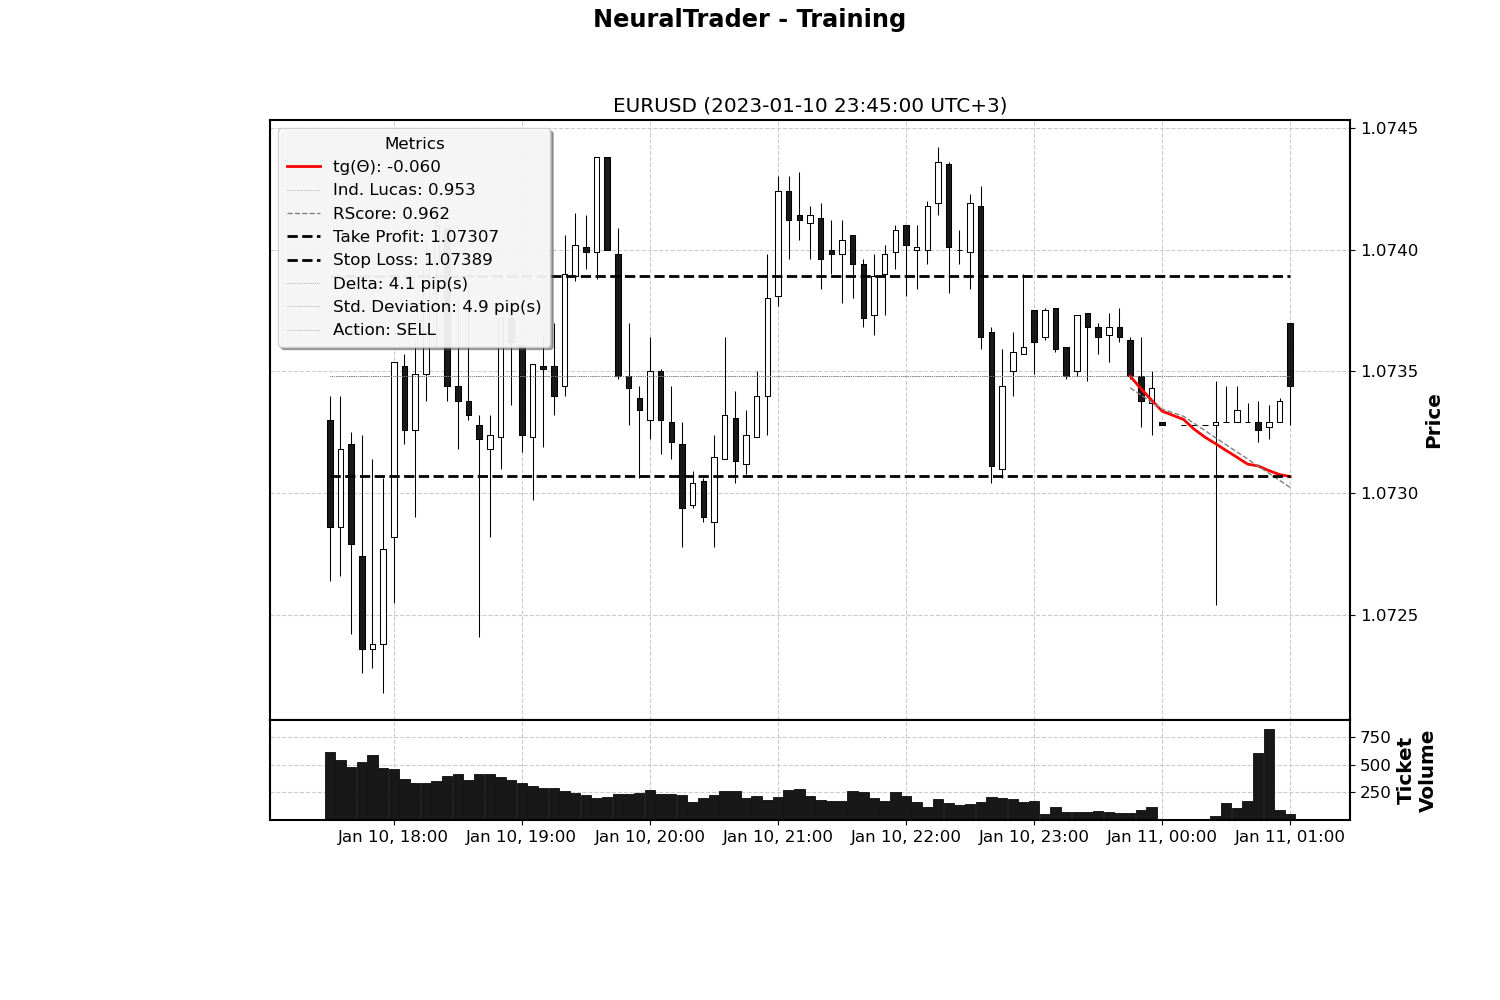 NeuralTrader - Training
EURUSD (2023-01-10 23:45:00 UTC+3)
Metrics
tg(Θ): -0.060
Ind. Lucas: 0.953
RScore: 0.962
Take Profit: 1.07307
Stop Loss: 1.07389
Delta: 4.1 pip(s)
Std. Deviation: 4.9 pip(s)
Action: SELL
1.0745
1.0740
1.0735
1.0730
1.0725
Price
750
500
250
Ticket
Volume
Jan 10, 18:00
Jan 10, 19:00
Jan 10, 20:00
Jan 10, 21:00
Jan 10, 22:00
Jan 10, 23:00
Jan 11, 00:00
Jan 11, 01:00